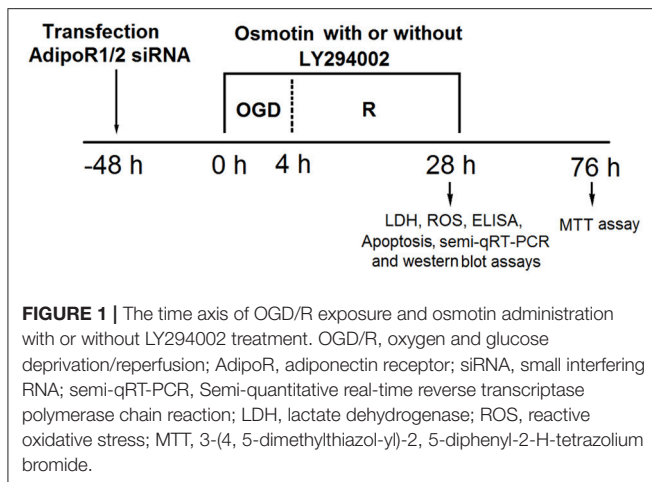 Transfection
AdipoR1/2 siRNA
Osmotin with or without
LY294002
OGD
R
-48 h
0 h
4 h
28 h
76 h
LDH, ROS, ELISA,
Apoptosis, semi-qRT-PCR
and western blot assays
MTT assay
FIGURE 1 | The time axis of OGD/R exposure and osmotin administration
with or without LY294002 treatment. OGD/R, oxygen and glucose
deprivation/reperfusion; AdipoR, adiponectin receptor; siRNA, small interfering
RNA; semi-qRT-PCR, Semi-quantitative real-time reverse transcriptase
polymerase chain reaction; LDH, lactate dehydrogenase; ROS, reactive
oxidative stress; MTT, 3-(4, 5-dimethylthiazol-yl)-2, 5-diphenyl-2-H-tetrazolium
bromide.